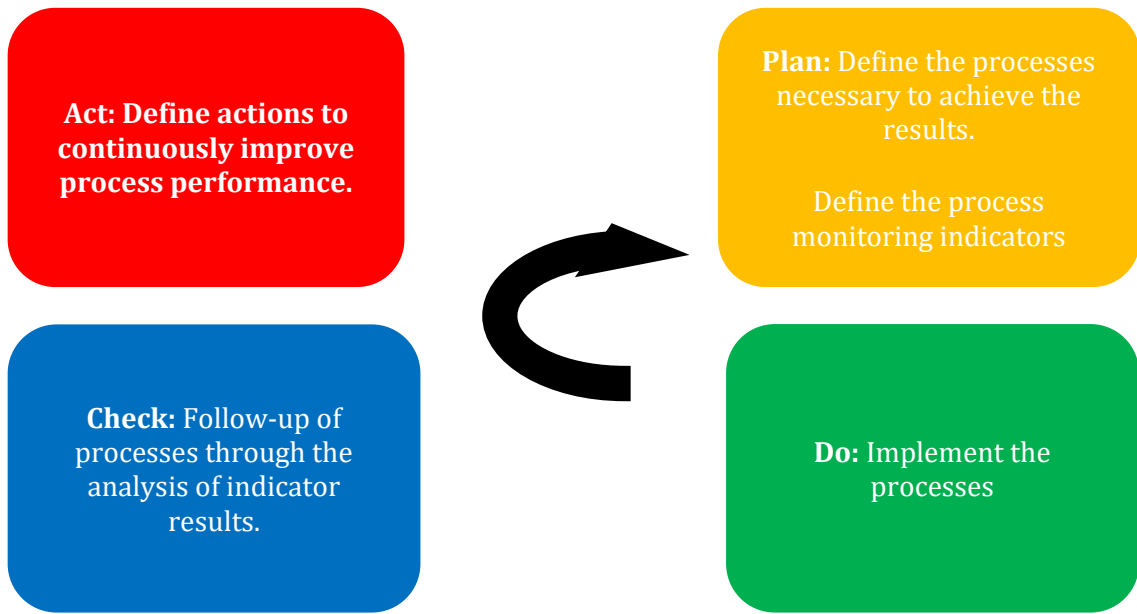 Act: Define actions to
continuously improve
process performance.
Plan: Define the processes
necessary to achieve the
results.
Define the process
monitoring indicators
Check: Follow-up of
processes through the
analysis of indicator
results.
Do: Implement the
processes